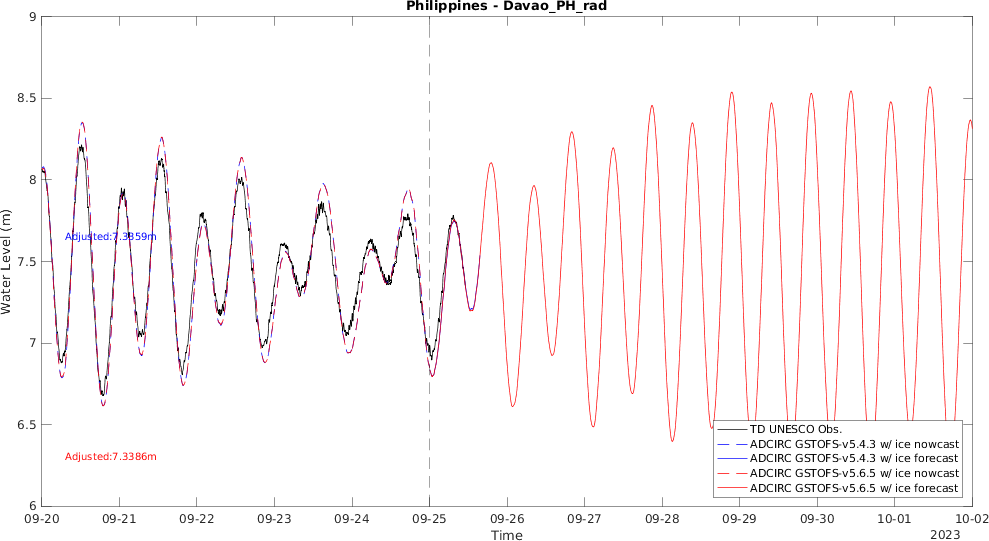 Philippines - Davao_PH_rad
9
8.5
8
7.5
7
6.5
6
Water Level (m)
Adjusted:7.3359m
Adjusted:7.3386m
TD UNESCO Obs.
ADCIRC GSTOFS-v5.4.3 w/ ice nowcast
ADCIRC GSTOFS-v5.4.3 w/ ice forecast
ADCIRC GSTOFS-v5.6.5 w/ ice nowcast
ADCIRC GSTOFS-v5.6.5 w/ ice forecast
09-20 09-21 09-22 09-23 09-24 09-25 09-26 09-27 09-28 09-29 09-30 10-01 10-02
Time
2023